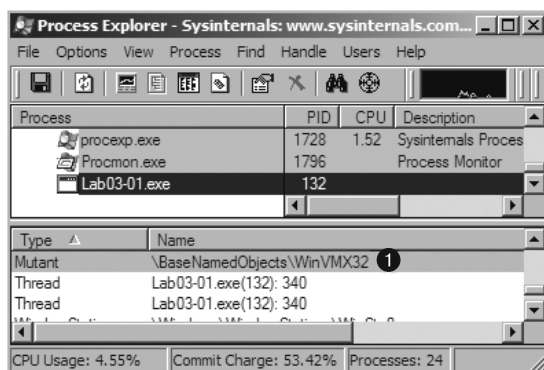 Process Explorer - Sysinternals: www.sysinternals.com...
File Options View Process Find Handle Users Help
Process PID CPU Description
procexp.exe 1728 1.52 Sysinternals Proces
Procmon.exe 1796 Process Monitor
Lab03-01.exe 132
Type Name
Mutant \BaseNamedObjects\WinVMX32 1
Thread Lab03-01.exe(132): 340
Thread Lab03-01.exe(132): 340
CPU Usage: 4.55% Commit Charge: 53.42% Processes: 24